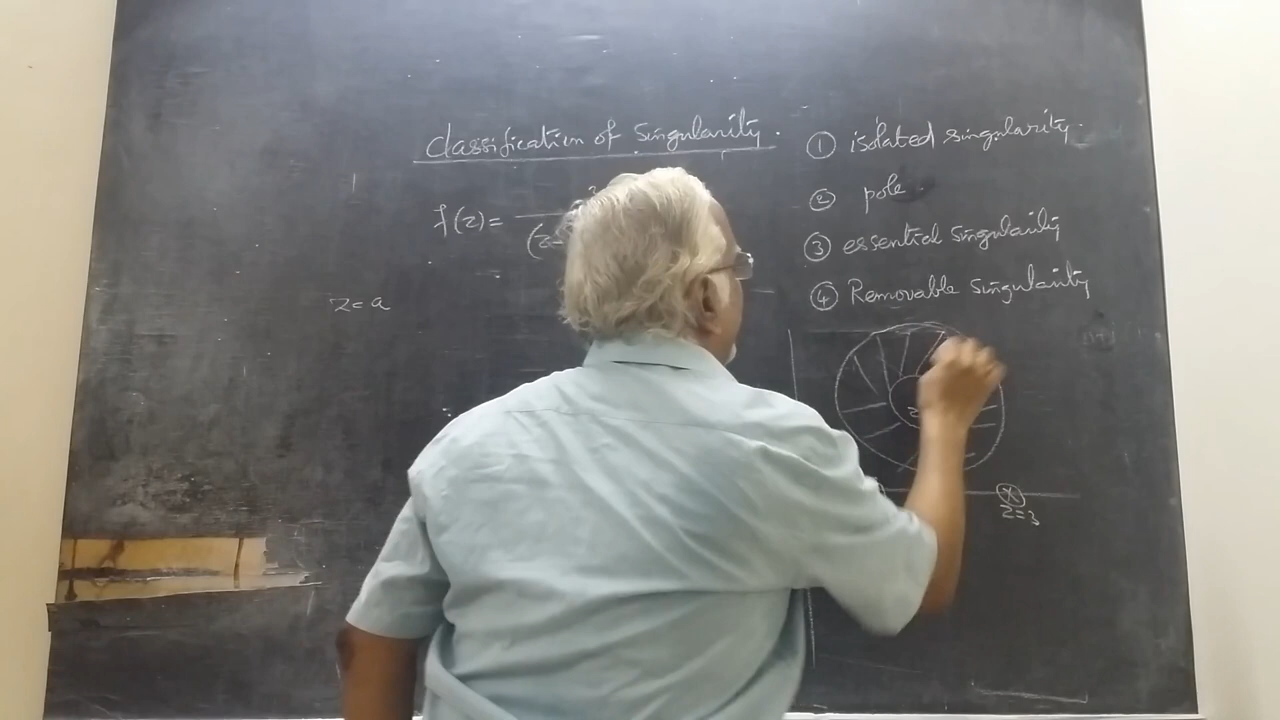 Classification of Singularity.
f(z)=
(z-
z=a
① isolated singularity.
② pole.
③ essential singularity
④ Removable singularity
z
z=3